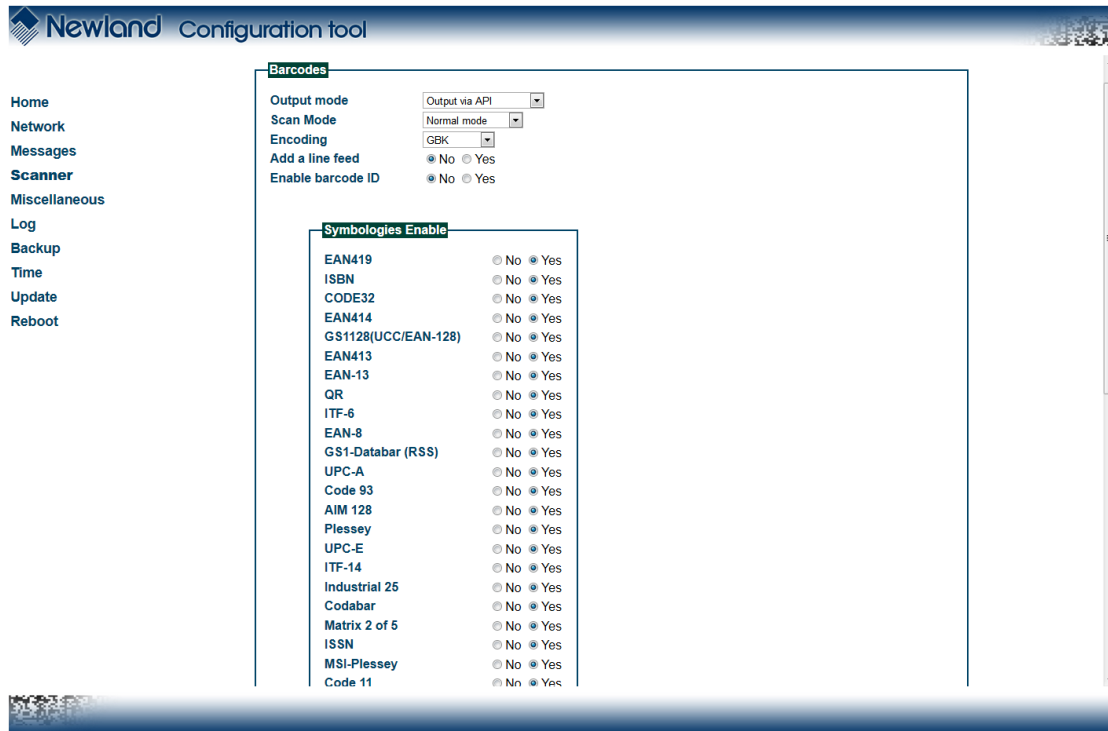 Newland Configuration tool
Home
Network
Messages
Scanner
Miscellaneous
Log
Backup
Time
Update
Reboot
Barcodes
Output mode Output via API
Scan Mode Normal mode
Encoding GBK
Add a line feed No Yes
Enable barcode ID No Yes
Symbologies Enable
EAN419 No Yes
ISBN No Yes
CODE32 No Yes
EAN414 No Yes
GS1128(UCC/EAN-128) No Yes
EAN413 No Yes
EAN-13 No Yes
QR No Yes
ITF-6 No Yes
EAN-8 No Yes
GS1-Databar (RSS) No Yes
UPC-A No Yes
Code 93 No Yes
AIM 128 No Yes
Plessey No Yes
UPC-E No Yes
ITF-14 No Yes
Industrial 25 No Yes
Codabar No Yes
Matrix 2 of 5 No Yes
ISSN No Yes
MSI-Plessey No Yes
Code 11 No Yes